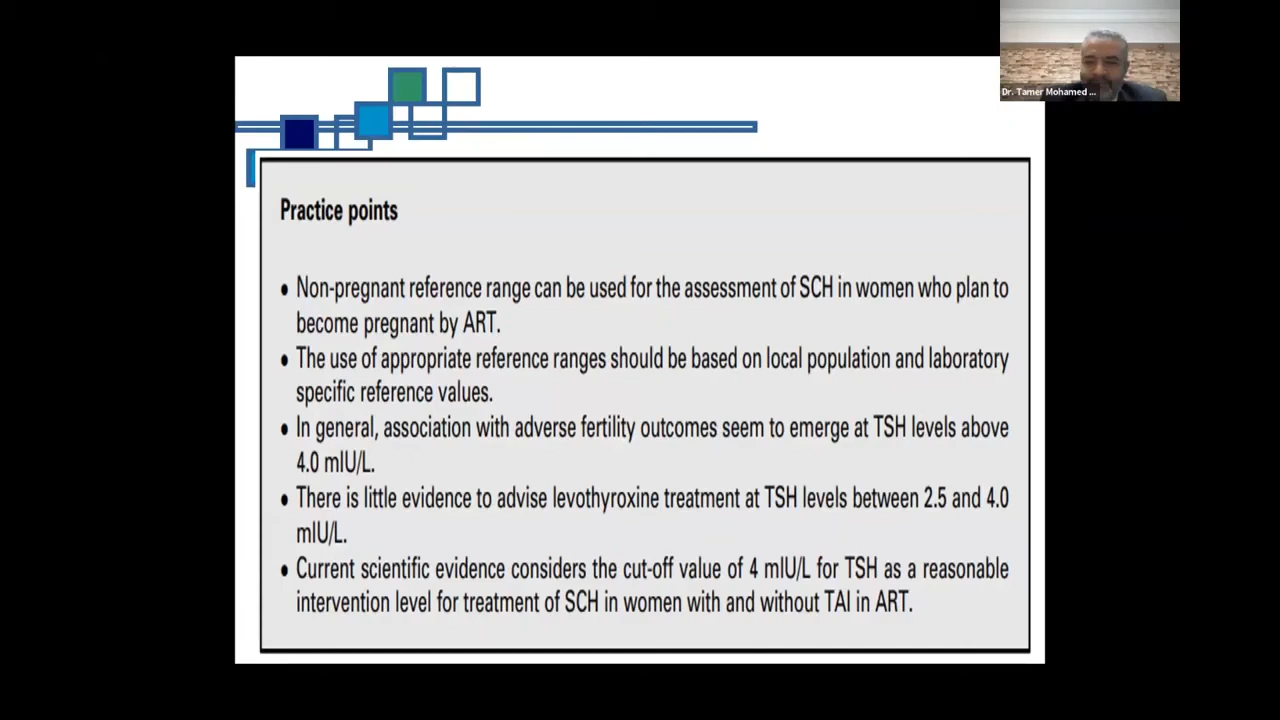 Dr. Tamer Mohamed ...
Practice points
• Non-pregnant reference range can be used for the assessment of SCH in women who plan to
become pregnant by ART.
• The use of appropriate reference ranges should be based on local population and laboratory
specific reference values.
• In general, association with adverse fertility outcomes seem to emerge at TSH levels above
4.0 mIU/L.
• There is little evidence to advise levothyroxine treatment at TSH levels between 2.5 and 4.0
mIU/L.
• Current scientific evidence considers the cut-off value of 4 mIU/L for TSH as a reasonable
intervention level for treatment of SCH in women with and without TAI in ART.